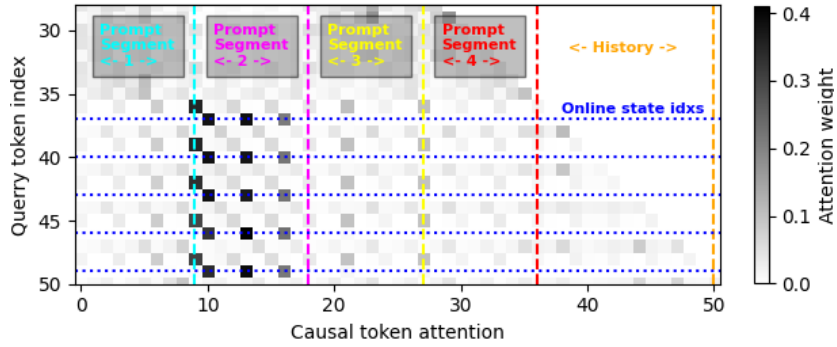 Prompt
Segment
<- 1 ->
Prompt
Segment
<- 2 ->
Prompt
Segment
<- 3 ->
Prompt
Segment
<- 4 ->
<- History ->
Online state idxs
Querry token index
30
35
40
45
50
0
10
20
30
40
50
Causal token attention
0.4
0.3
0.2
0.1
0.0
Attention weight